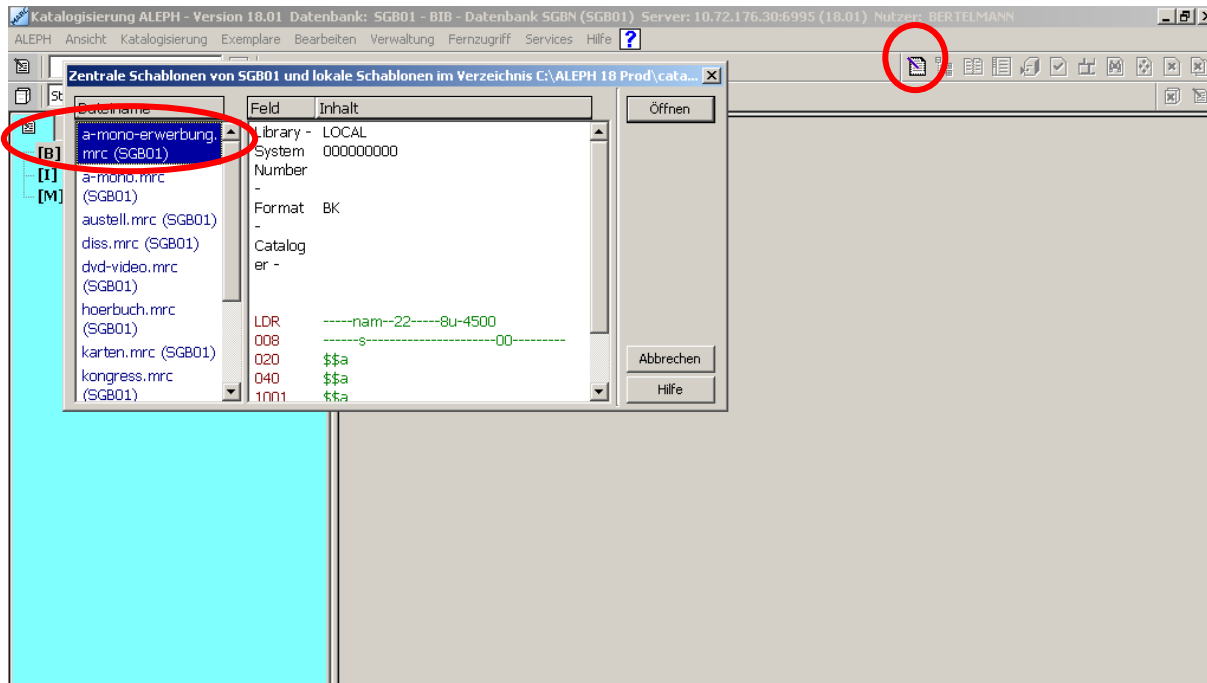 Katalogisierung ALEPH - Version 18.01 Datenbank: SGB01 - BIB - Datenbank SGBN (SGB01) Server: 10.72.176.30:6995 (18.01) Nutzer: BERTELMANN
ALEPH Ansicht Katalogisierung Exemplare Bearbeiten Verwaltung Fernzugriff Services Hilfe ?
Zentrale Schablonen von SGB01 und lokale Schablonen im Verzeichnis C:\ALEPH 18 Prod\cata...
St
[B]
[I]
[M]
Dateiname
a-mono-erwerbung.
mrc (SGB01)
a-mono.mrc
(SGB01)
austell.mrc (SGB01)
diss.mrc (SGB01)
dvd-video.mrc
(SGB01)
hoerbuch.mrc
(SGB01)
karten.mrc (SGB01)
kongress.mrc
(SGB01)
Feld Inhalt
Library - LOCAL
System 000000000
Number
-
Format BK
-
Catalog
er -
LDR -----nam--22-----8u-4500
008 ------s----------------------00---------
020 $$a
040 $$a
1001 $$a
Öffnen
Abbrechen
Hilfe